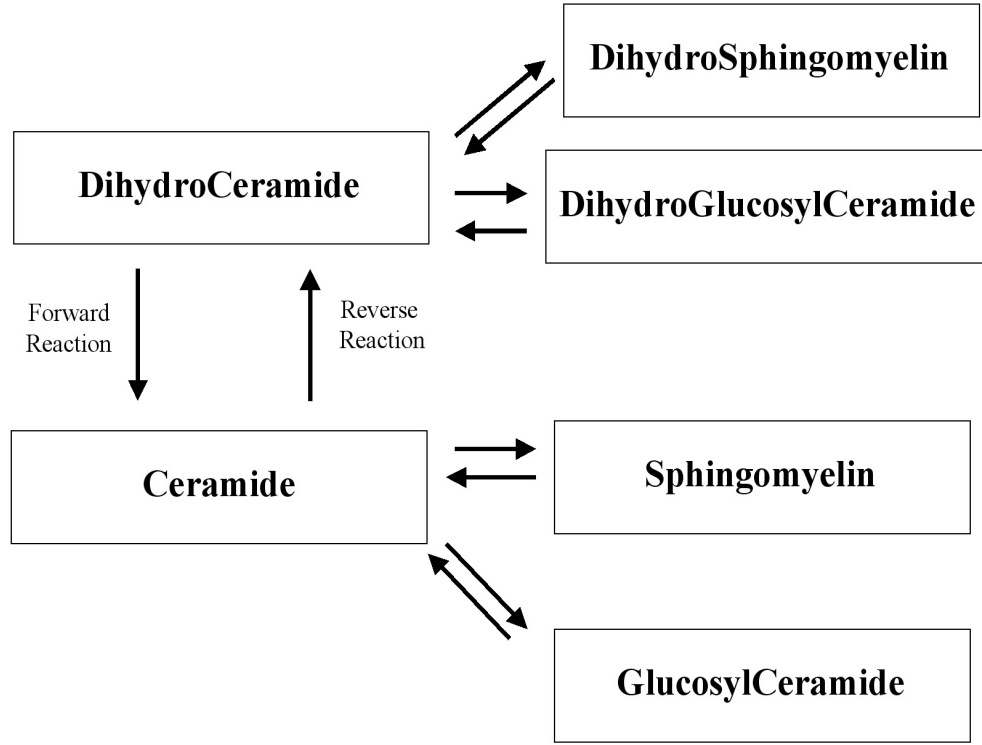 DihydroSphingomyelin
DihydroCeramide
DihydroGlucosylCeramide
Forward
Reaction
Reverse
Reaction
Ceramide
Sphingomyelin
GlucosylCeramide